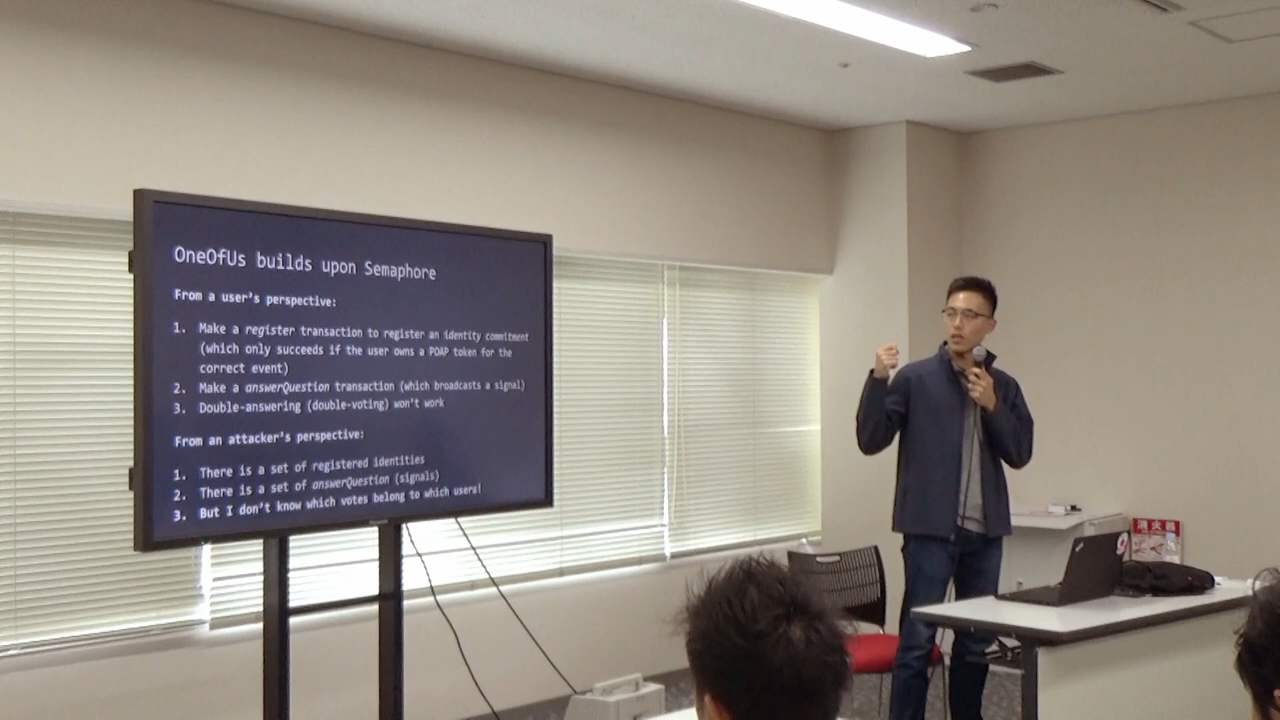 OneOfUs builds upon Semaphore
From a user's perspective:
1. Make a register transaction to register an identity commitment
(which only succeeds if the user owns a POAP token for the
correct event)
2. Make a answerQuestion transaction (which broadcasts a signal)
3. Double-answering (double-voting) won't work
From an attacker's perspective:
1. There is a set of registered identities
2. There is a set of answerQuestion (signals)
3. But I don't know which votes belong to which users!
消火器